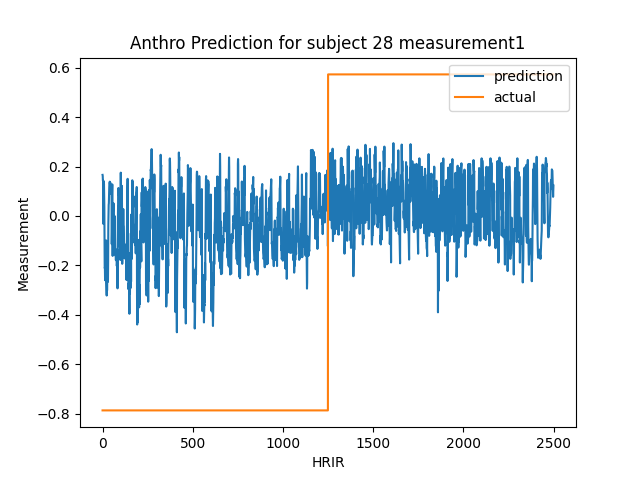 Anthro Prediction for subject 28 measurement1
prediction
actual
Measurement
0.6
0.4
0.2
0.0
−0.2
−0.4
−0.6
−0.8
0 500 1000 1500 2000 2500
HRIR